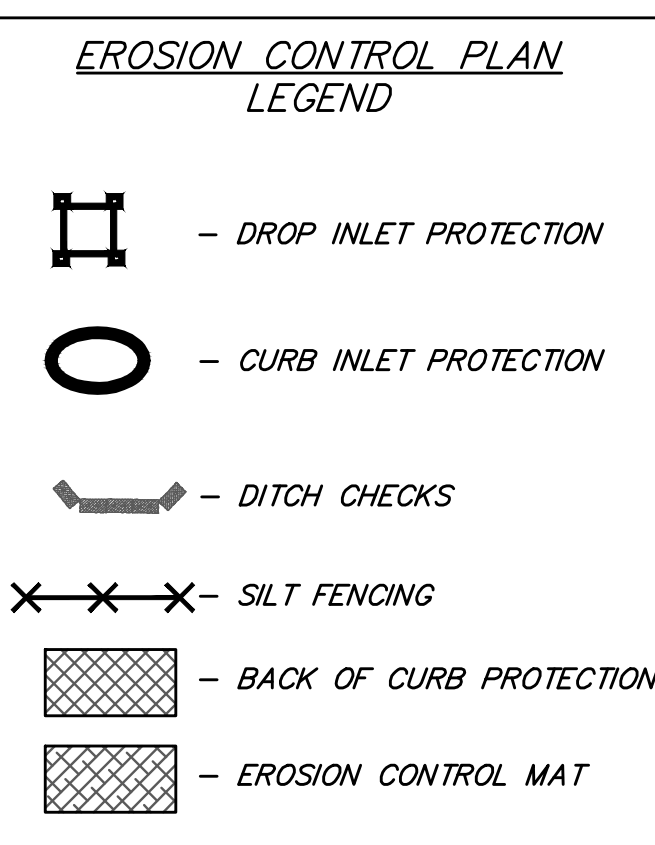 EROSION CONTROL PLAN
LEGEND
- DROP INLET PROTECTION
- CURB INLET PROTECTION
- DITCH CHECKS
- SILT FENCING
- BACK OF CURB PROTECTION
- EROSION CONTROL MAT